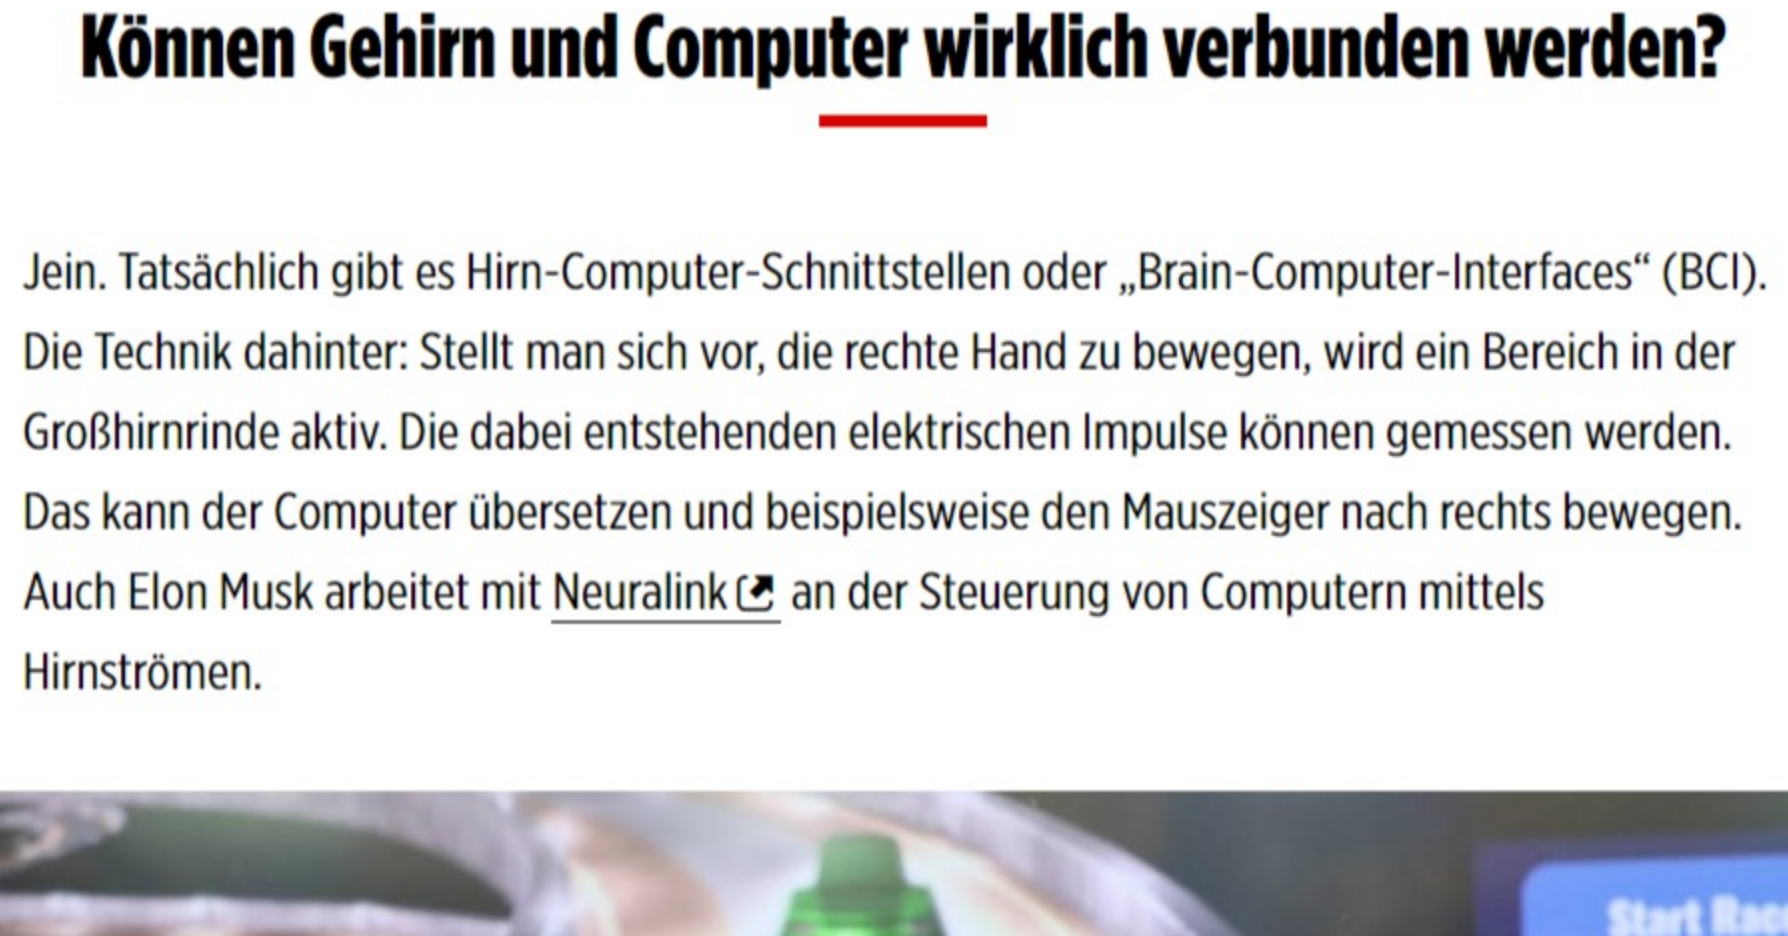 Können Gehirn und Computer wirklich verbunden werden?
Jein. Tatsächlich gibt es Hirn-Computer-Schnittstellen oder „Brain-Computer-Interfaces“ (BCI).
Die Technik dahinter: Stellt man sich vor, die rechte Hand zu bewegen, wird ein Bereich in der
Großhirnrinde aktiv. Die dabei entstehenden elektrischen Impulse können gemessen werden.
Das kann der Computer übersetzen und beispielsweise den Mauszeiger nach rechts bewegen.
Auch Elon Musk arbeitet mit Neuralink an der Steuerung von Computern mittels
Hirnströmen.
Start